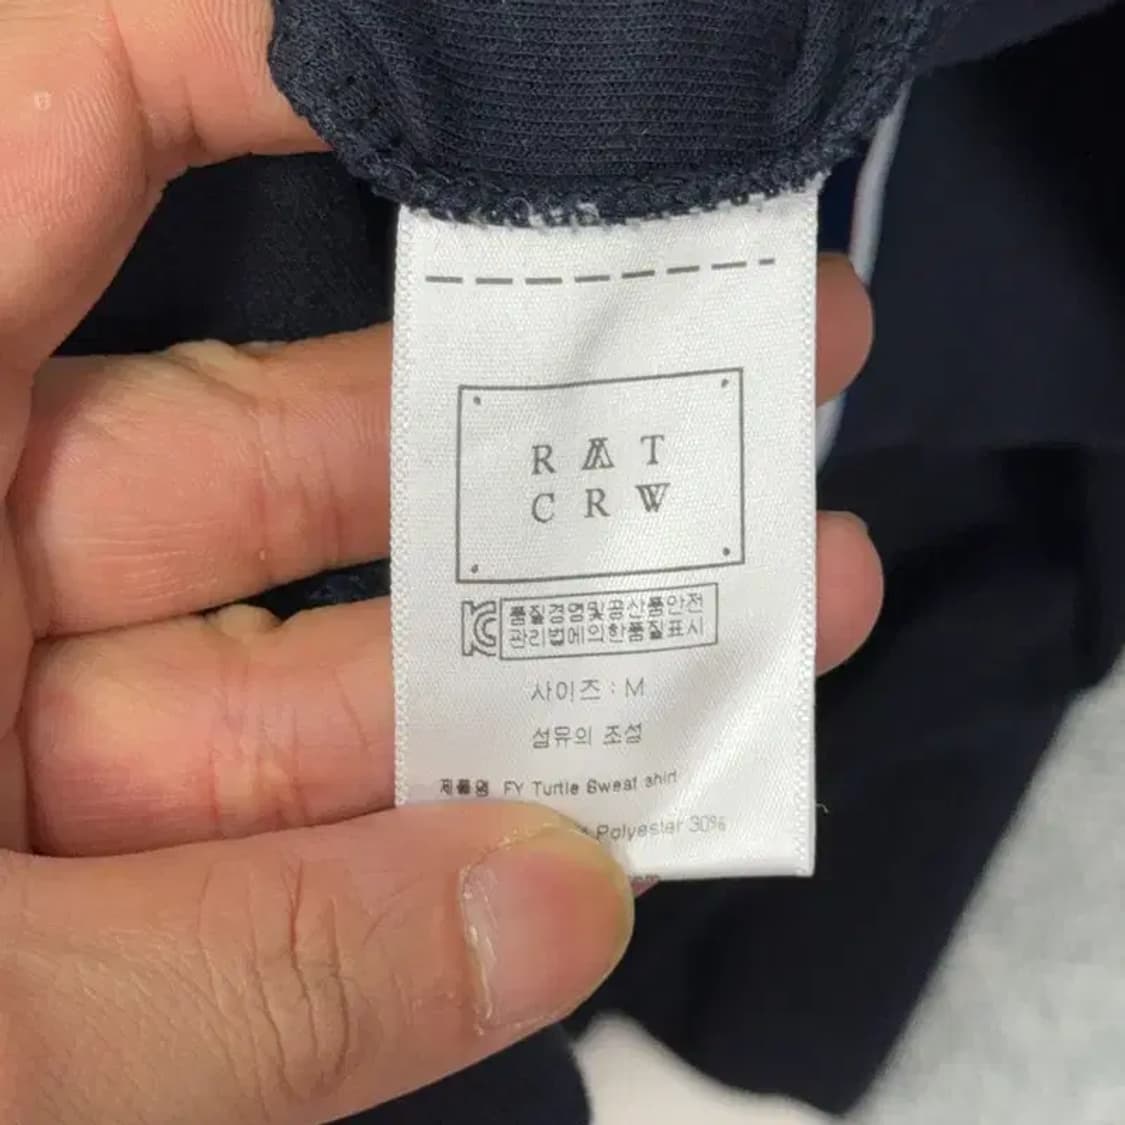 RAT
CRW
품질경영및공산품안전
관리법에의한품질표시
사이즈 : M
섬유의 조성
제품명 FY Turtle Sweat shirt
Polyester 30%